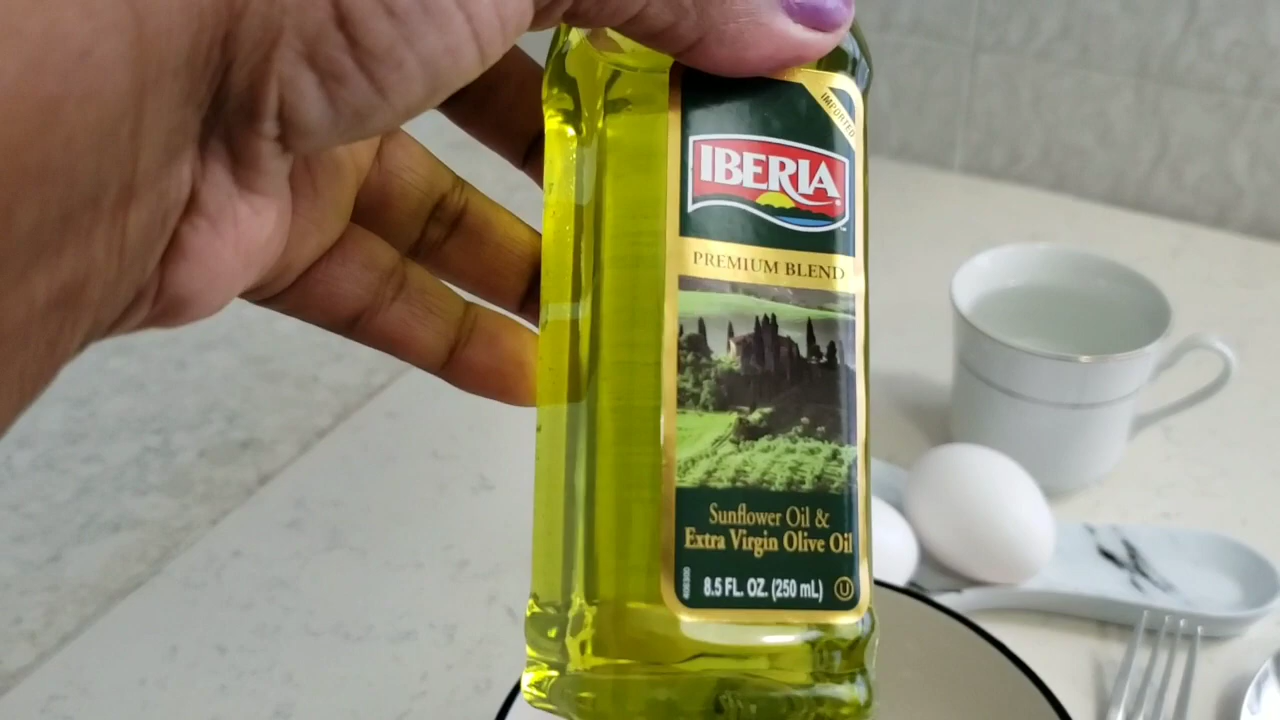 IMPORTED
IBERIA
PREMIUM BLEND
Sunflower Oil &
Extra Virgin Olive Oil
8.5 FL. OZ. (250 mL)
U